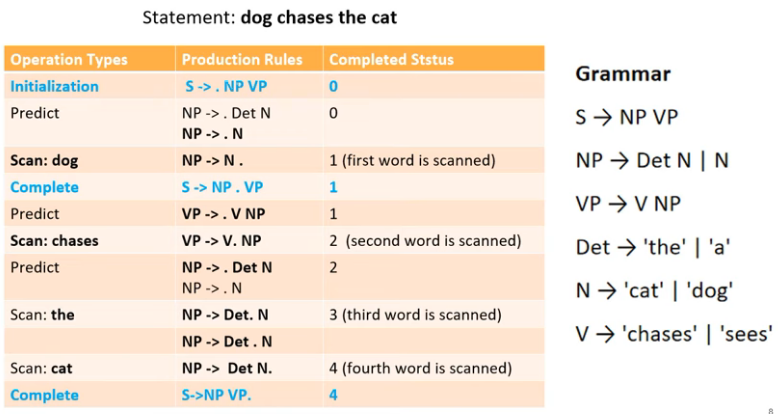 Statement: dog chases the cat
Operation Types Production Rules Completed Ststus
Initialization S -> . NP VP 0
Predict NP -> . Det N 0
NP -> . N
Scan: dog NP -> N . 1 (first word is scanned)
Complete S -> NP . VP 1
Predict VP -> . V NP 1
Scan: chases VP -> V. NP 2 (second word is scanned)
Predict NP -> . Det N 2
NP -> . N
Scan: the NP -> Det. N 3 (third word is scanned)
NP -> Det . N
Scan: cat NP -> Det N. 4 (fourth word is scanned)
Complete S->NP VP. 4
Grammar
S → NP VP
NP → Det N | N
VP → V NP
Det → 'the' | 'a'
N → 'cat' | 'dog'
V → 'chases' | 'sees'
8